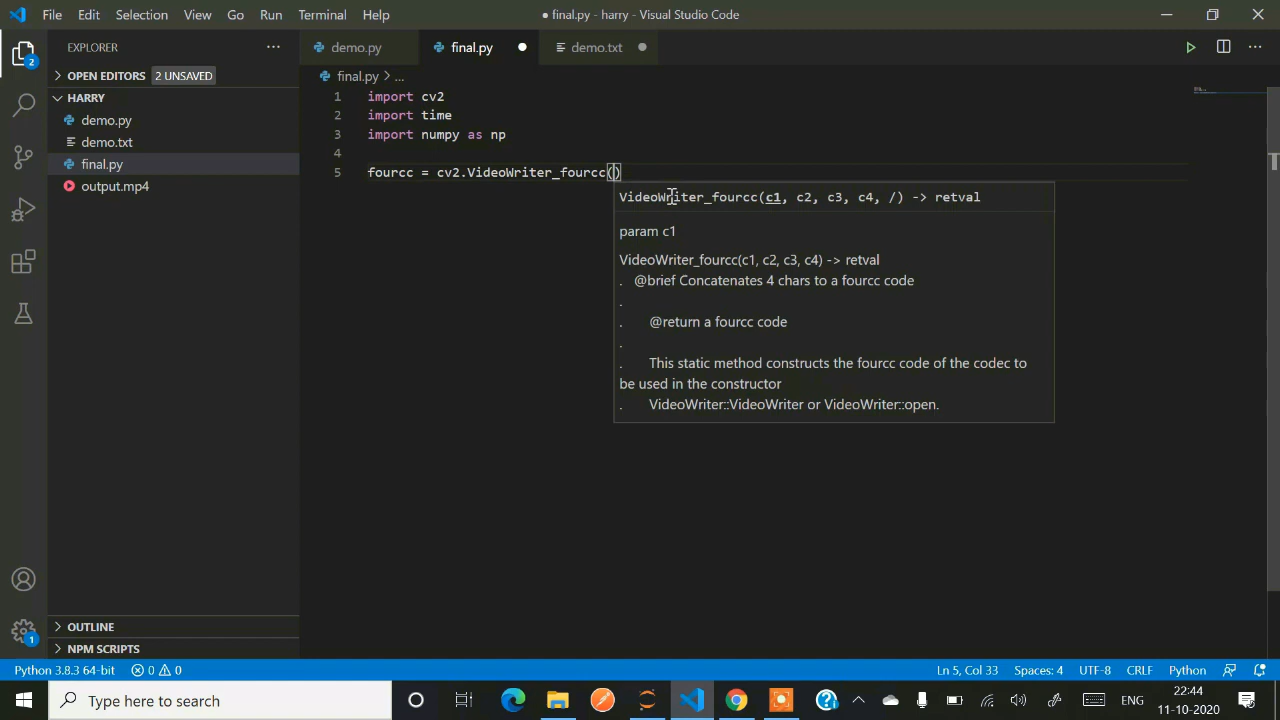 File Edit Selection View Go Run Terminal Help
● final.py - harry - Visual Studio Code
EXPLORER
demo.py final.py demo.txt
OPEN EDITORS 2 UNSAVED
final.py > ...
HARRY
demo.py
demo.txt
final.py
output.mp4
1 import cv2
2 import time
3 import numpy as np
4
5 fourcc = cv2.VideoWriter_fourcc()
VideoWriter_fourcc(c1, c2, c3, c4, /) -> retval
param c1
VideoWriter_fourcc(c1, c2, c3, c4) -> retval
. @brief Concatenates 4 chars to a fourcc code
.
. @return a fourcc code
.
. This static method constructs the fourcc code of the codec to
be used in the constructor
. VideoWriter::VideoWriter or VideoWriter::open.
2
1
OUTLINE
NPM SCRIPTS
Python 3.8.3 64-bit 0 0 Ln 5, Col 33 Spaces: 4 UTF-8 CRLF Python
Type here to search
ENG
22:44
11-10-2020